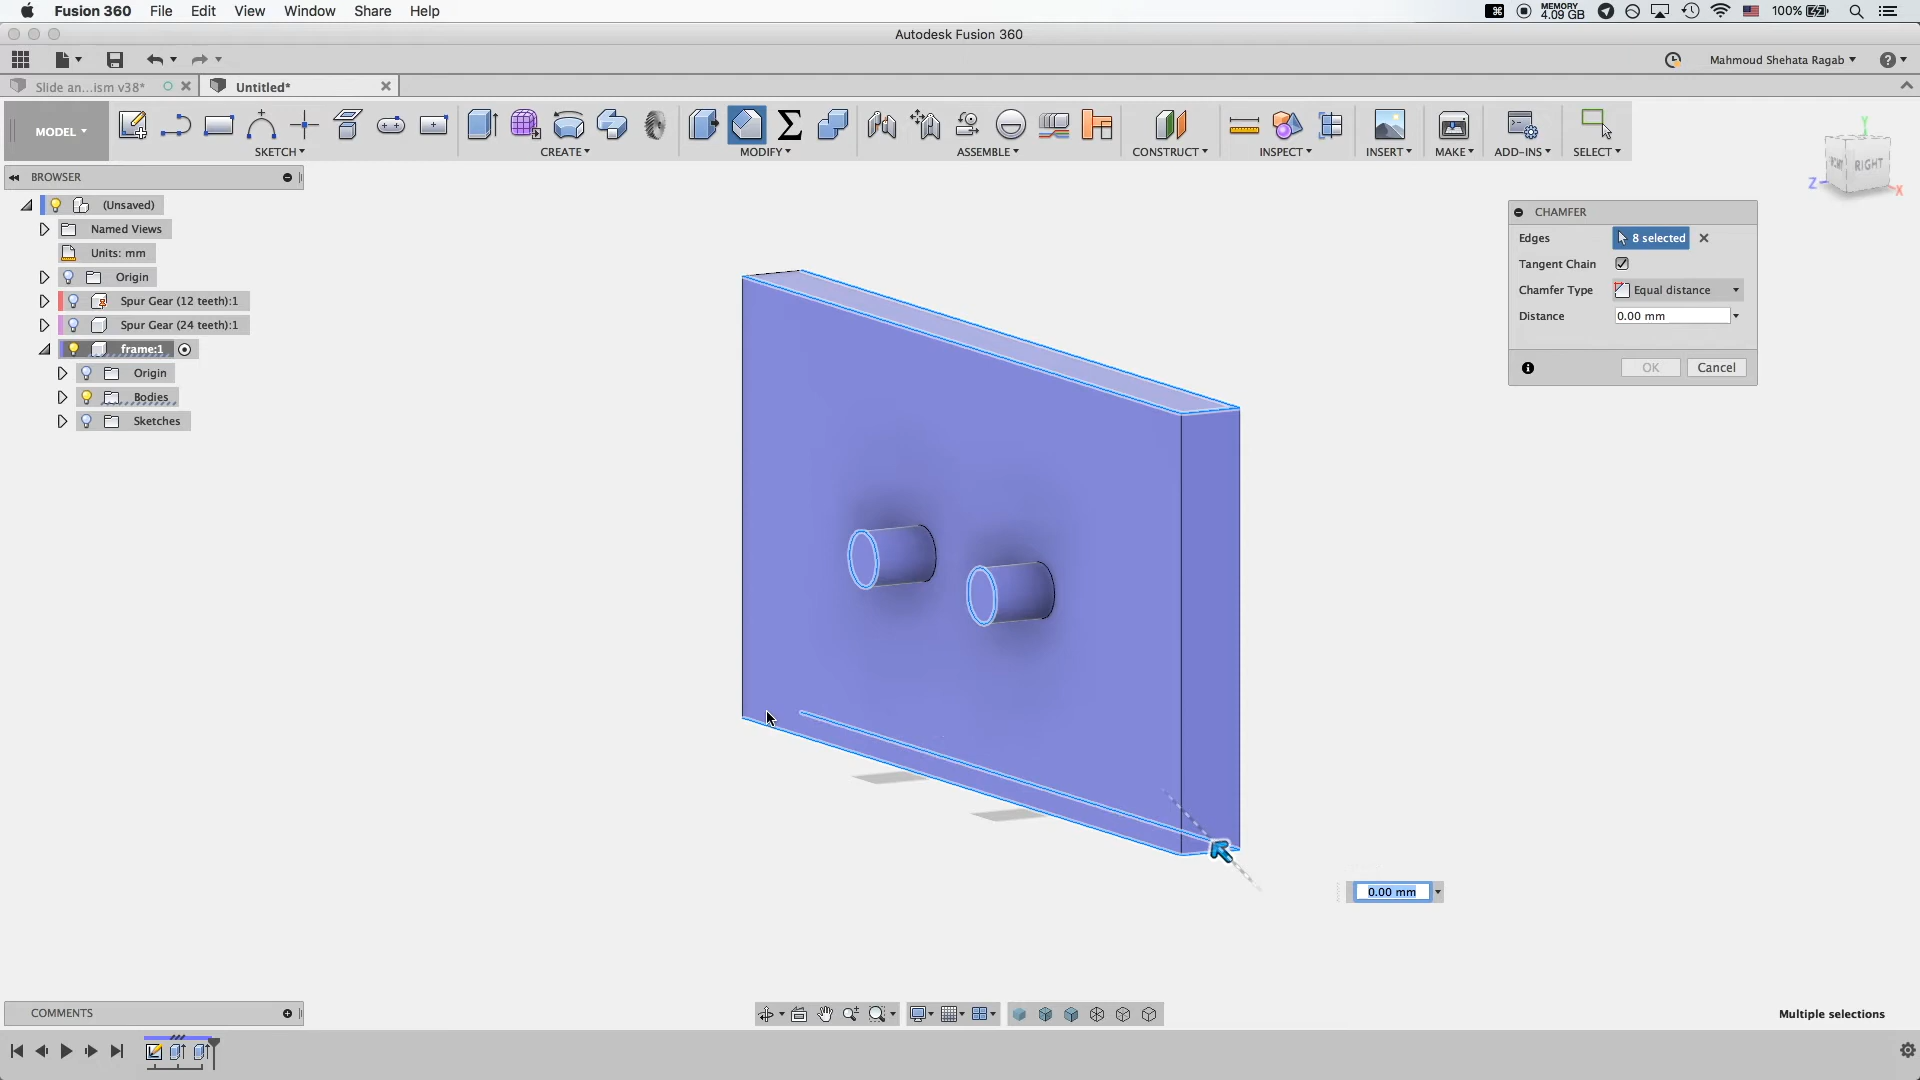 Fusion 360 File Edit View Window Share Help MEMORY 4.09 GB 100%
Autodesk Fusion 360
Mahmoud Shehata Ragab
Slide an...ism v38* Untitled*
MODEL
SKETCH CREATE MODIFY ASSEMBLE CONSTRUCT INSPECT INSERT MAKE ADD-INS SELECT
BROWSER
(Unsaved)
Named Views
Units: mm
Origin
Spur Gear (12 teeth):1
Spur Gear (24 teeth):1
frame:1
Origin
Bodies
Sketches
Y
RIGHT
Z
X
CHAMFER
Edges 8 selected
Tangent Chain
Chamfer Type Equal distance
Distance 0.00 mm
OK Cancel
0.00 mm
COMMENTS
Multiple selections